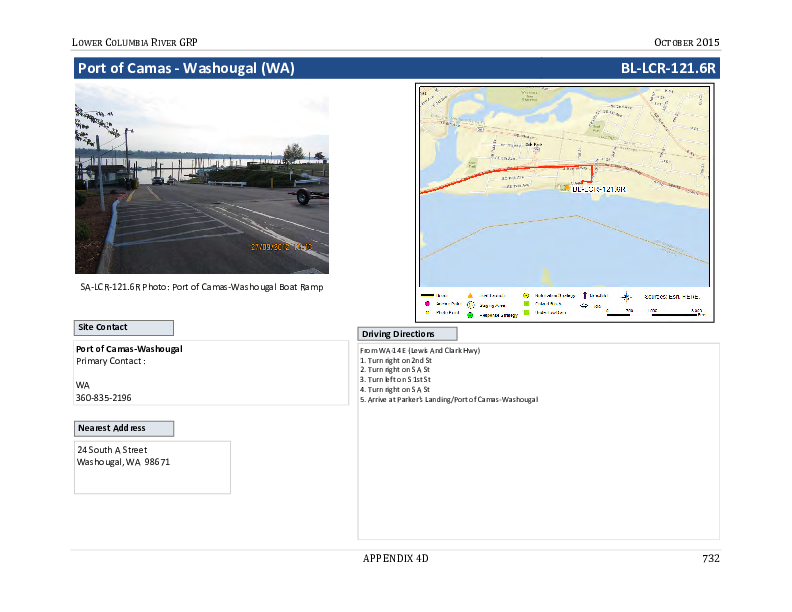 LOWER COLUMBIA RIVER GRP
OCTOBER 2015
Port of Camas - Washougal (WA)
BL-LCR-121.6R
BL-LCR-121.6R
Sources: Esri, HERE,
SA-LCR-121.6R Photo: Port of Camas-Washougal Boat Ramp
Site Contact
Port of Camas-Washougal
Primary Contact :
WA
360-835-2196
Nearest Address
24 South A Street
Washougal, WA 98671
Driving Directions
From WA-14 E (Lewis And Clark Hwy)
1. Turn right on 2nd St
2. Turn right on S A St
3. Turn left on S 1st St
4. Turn right on S A St
5. Arrive at Parker's Landing/Port of Camas-Washougal
APPENDIX 4D
732